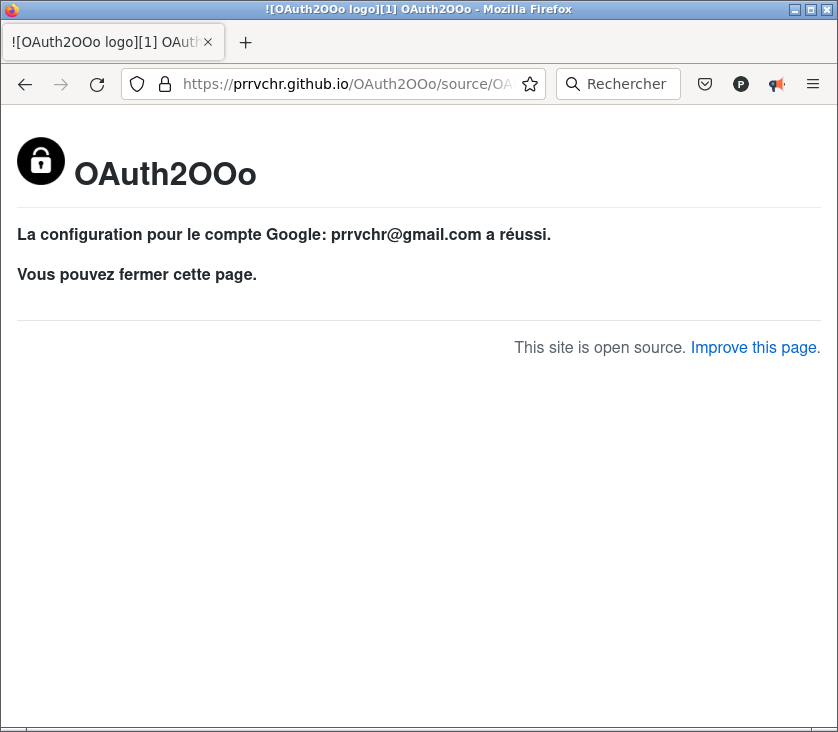 ![OAuth2OOo logo][1] OAuth2OOo - Mozilla Firefox
![OAuth2OOo logo][1] OAuth
https://prrvchr.github.io/OAuth2OOo/source/OA
Rechercher
P
OAuth2OOo
La configuration pour le compte Google: prrvchr@gmail.com a réussi.
Vous pouvez fermer cette page.
This site is open source. Improve this page.